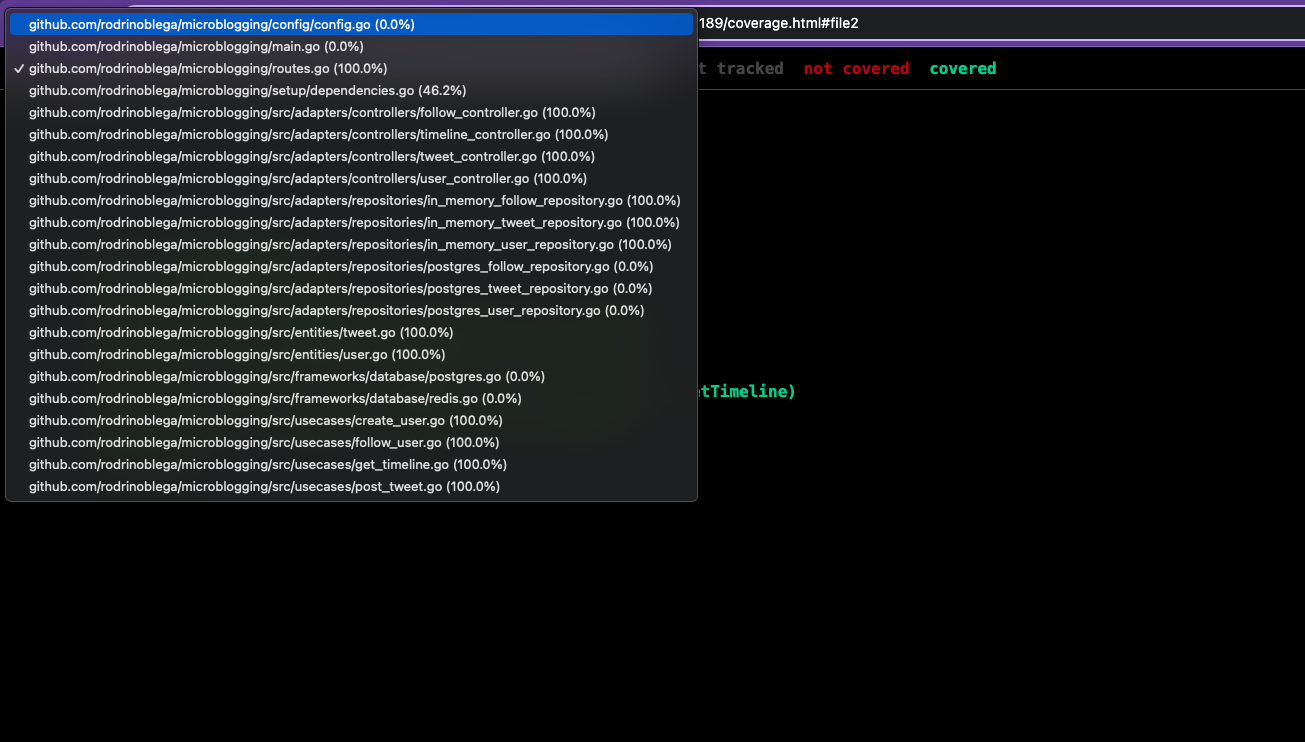 github.com/rodrinoblega/microblogging/config/config.go (0.0%)
189/coverage.html#file2
github.com/rodrinoblega/microblogging/main.go (0.0%)
✓ github.com/rodrinoblega/microblogging/routes.go (100.0%)
t tracked not covered covered
github.com/rodrinoblega/microblogging/setup/dependencies.go (46.2%)
github.com/rodrinoblega/microblogging/src/adapters/controllers/follow_controller.go (100.0%)
github.com/rodrinoblega/microblogging/src/adapters/controllers/timeline_controller.go (100.0%)
github.com/rodrinoblega/microblogging/src/adapters/controllers/tweet_controller.go (100.0%)
github.com/rodrinoblega/microblogging/src/adapters/controllers/user_controller.go (100.0%)
github.com/rodrinoblega/microblogging/src/adapters/repositories/in_memory_follow_repository.go (100.0%)
github.com/rodrinoblega/microblogging/src/adapters/repositories/in_memory_tweet_repository.go (100.0%)
github.com/rodrinoblega/microblogging/src/adapters/repositories/in_memory_user_repository.go (100.0%)
github.com/rodrinoblega/microblogging/src/adapters/repositories/postgres_follow_repository.go (0.0%)
github.com/rodrinoblega/microblogging/src/adapters/repositories/postgres_tweet_repository.go (0.0%)
github.com/rodrinoblega/microblogging/src/adapters/repositories/postgres_user_repository.go (0.0%)
github.com/rodrinoblega/microblogging/src/entities/tweet.go (100.0%)
github.com/rodrinoblega/microblogging/src/entities/user.go (100.0%)
github.com/rodrinoblega/microblogging/src/frameworks/database/postgres.go (0.0%)
etTimeline)
github.com/rodrinoblega/microblogging/src/frameworks/database/redis.go (0.0%)
github.com/rodrinoblega/microblogging/src/usecases/create_user.go (100.0%)
github.com/rodrinoblega/microblogging/src/usecases/follow_user.go (100.0%)
github.com/rodrinoblega/microblogging/src/usecases/get_timeline.go (100.0%)
github.com/rodrinoblega/microblogging/src/usecases/post_tweet.go (100.0%)